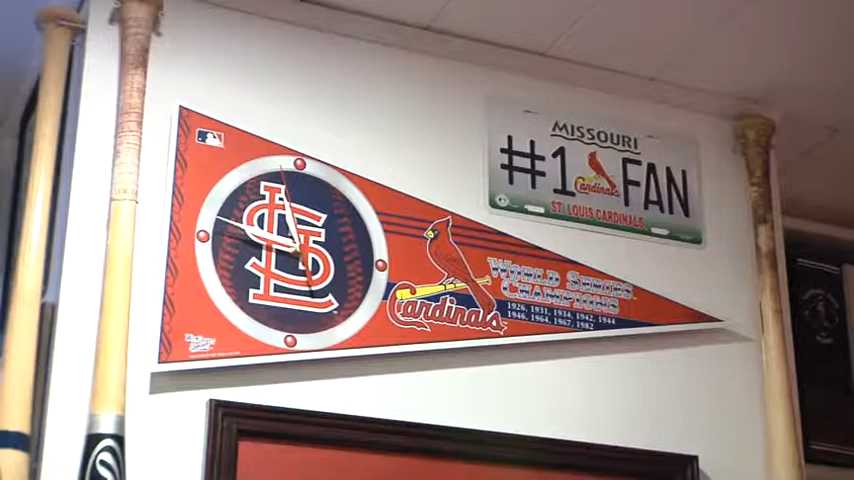 MISSOURI
#1 Cardinals FAN
ST. LOUIS CARDINALS
STL
WORLD SERIES
CHAMPIONS
1926, 1931, 1934, 1942, 1944
1946, 1964, 1967, 1982
Cardinals